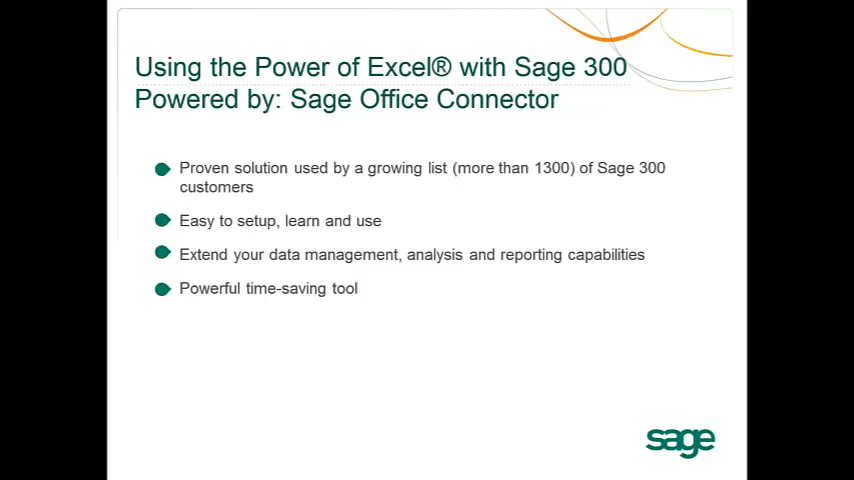 Using the Power of Excel® with Sage 300
Powered by: Sage Office Connector
Proven solution used by a growing list (more than 1300) of Sage 300
customers
Easy to setup, learn and use
Extend your data management, analysis and reporting capabilities
Powerful time-saving tool
sage